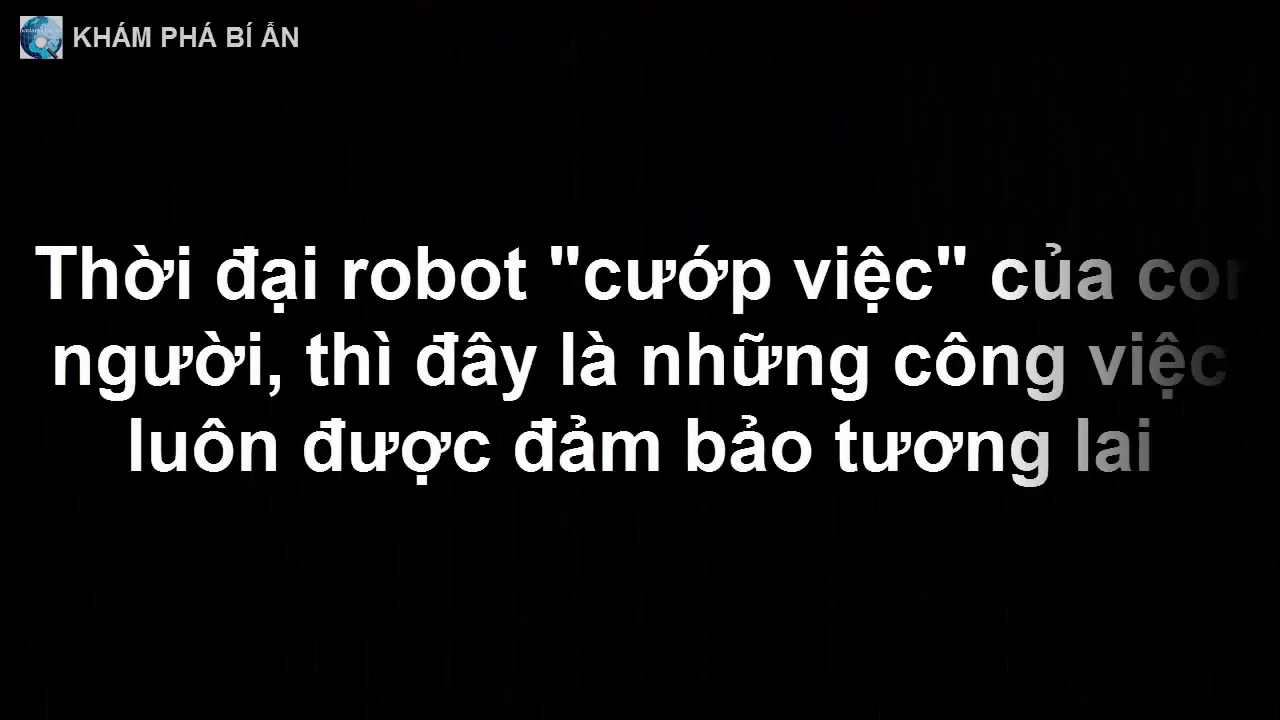 KHÁM PHÁ BÍ ẨN
Thời đại robot "cướp việc" của con
người, thì đây là những công việc
luôn được đảm bảo tương lai